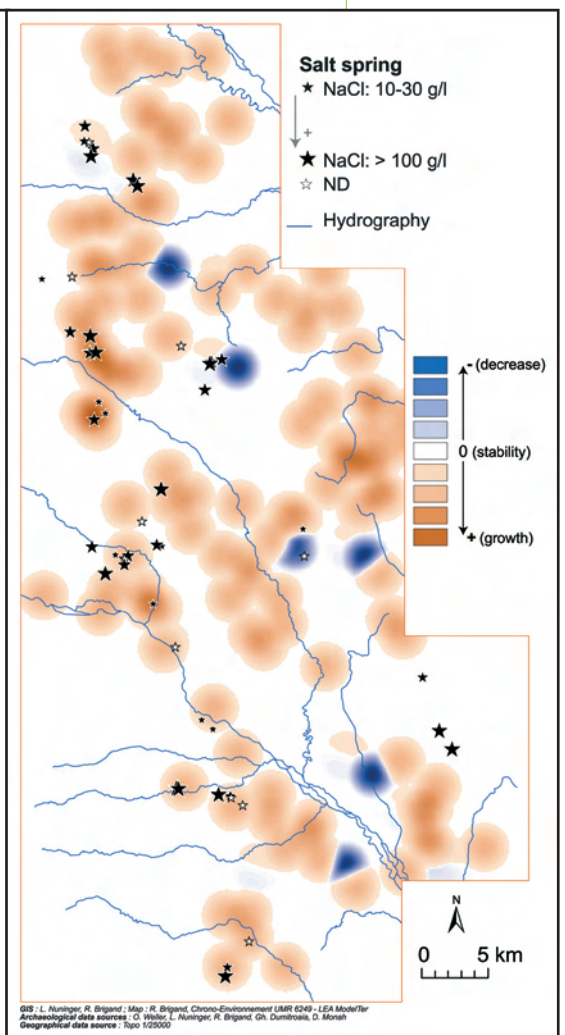 Salt spring
NaCl: 10-30 g/l
+
NaCl: > 100 g/l
ND
Hydrography
- (decrease)
0 (stability)
+ (growth)
N
0 5 km
GIS : L. Nuninger, R. Brigand ; Map : R. Brigand, Chrono-Environnement UMR 6249 - LEA ModelTer
Archaeological data sources : O. Weller, L. Nuninger, R. Brigand, Gh. Dumitroaia, D. Monah
Geographical data source : Topo 1/25000